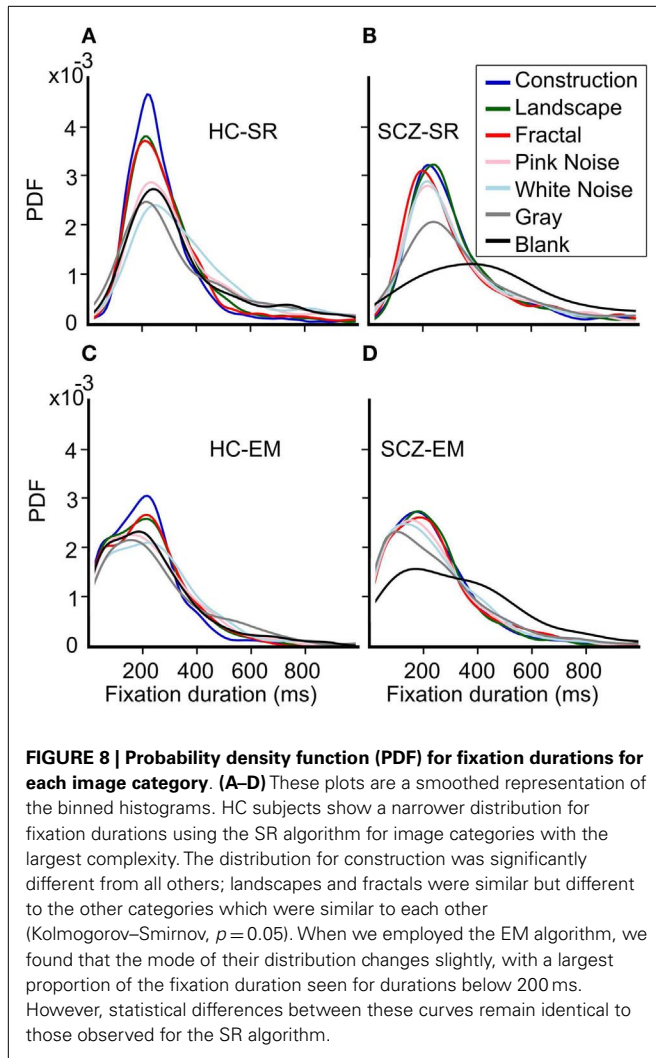 A
B
x10-3
4
3
2
1
0
PDF
HC-SR
SCZ-SR
Construction
Landscape
Fractal
Pink Noise
White Noise
Gray
Blank
C
D
x10-3
4
3
2
1
0
PDF
HC-EM
SCZ-EM
200 400 600 800
200 400 600 800
Fixation duration (ms)
Fixation duration (ms)
FIGURE 8 | Probability density function (PDF) for fixation durations for
each image category. (A–D) These plots are a smoothed representation of
the binned histograms. HC subjects show a narrower distribution for
fixation durations using the SR algorithm for image categories with the
largest complexity. The distribution for construction was significantly
different from all others; landscapes and fractals were similar but different
to the other categories which were similar to each other
(Kolmogorov–Smirnov, p = 0.05). When we employed the EM algorithm, we
found that the mode of their distribution changes slightly, with a largest
proportion of the fixation duration seen for durations below 200 ms.
However, statistical differences between these curves remain identical to
those observed for the SR algorithm.